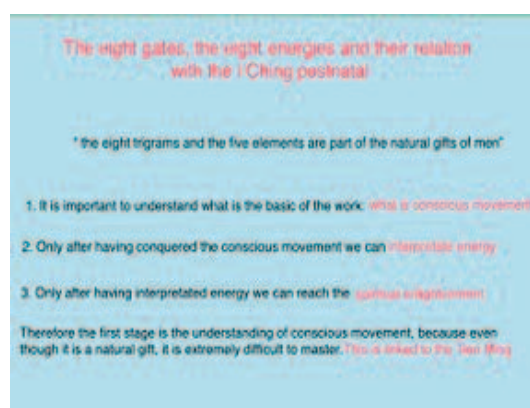 The eight gates, the eight energies and their relation
with the I'Ching postnatal
" the eight trigrams and the five elements are part of the natural gifts of men"
1. It is important to understand what is the basic of the work: what is conscious movement
2. Only after having conquered the conscious movement we can interpretate energy
3. Only after having interpretated energy we can reach the spiritual enlightenment
Therefore the first stage is the understanding of conscious movement, because even
though it is a natural gift, it is extremely difficult to master. This is linked to the Tien Ming